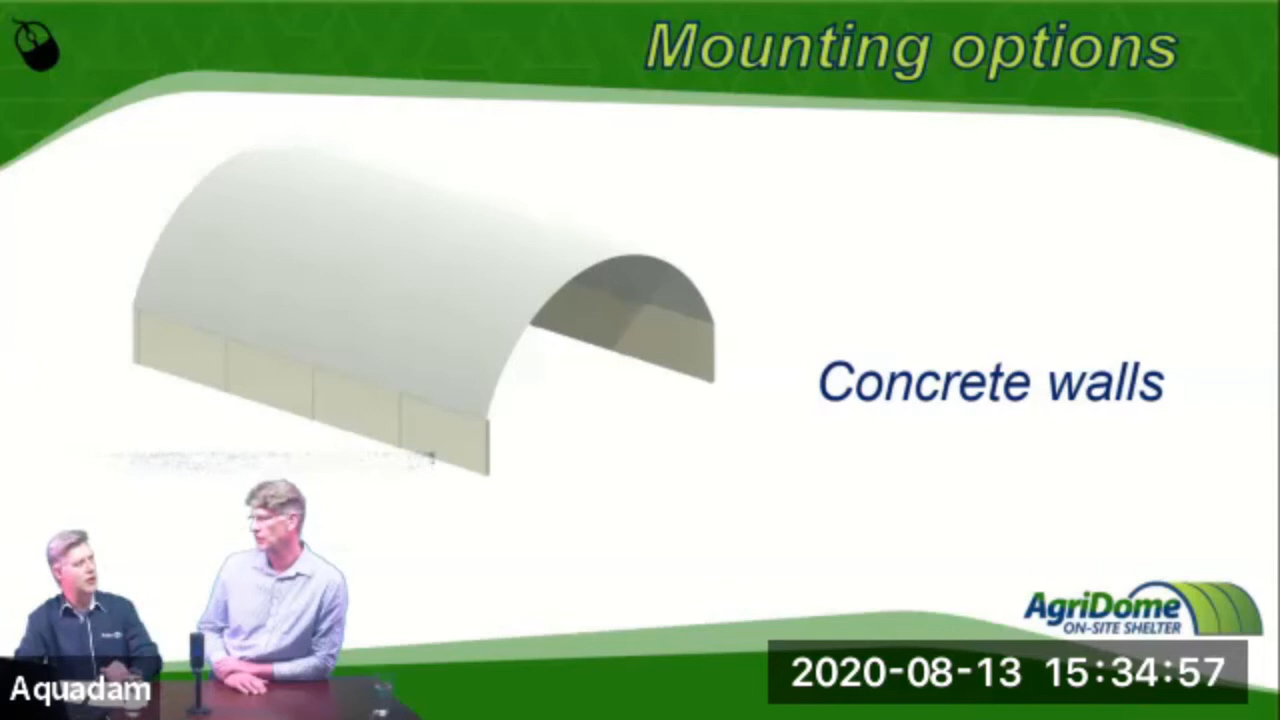 Mounting options
Concrete walls
AgriDome
ON-SITE SHELTER
2020-08-13 15:34:57
Aquadam